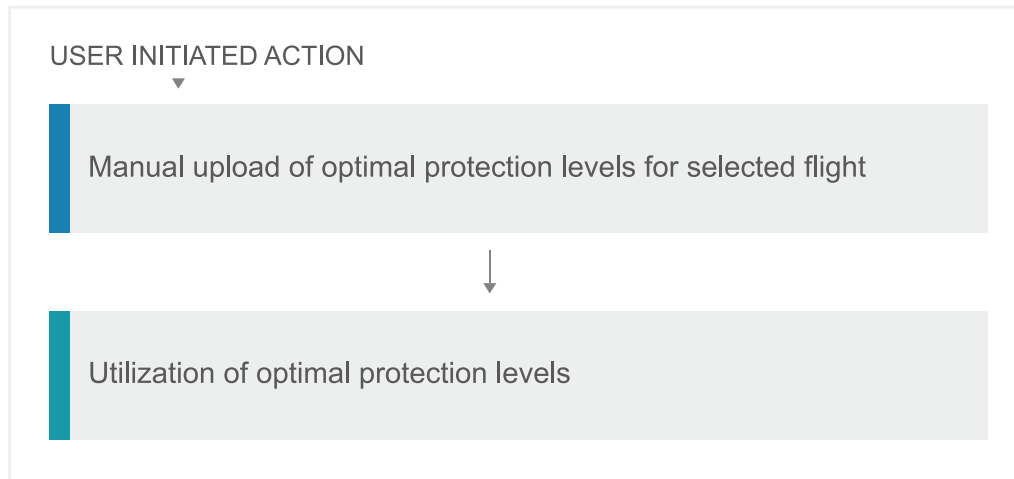 USER INITIATED ACTION
Manual upload of optimal protection levels for selected flight
Utilization of optimal protection levels